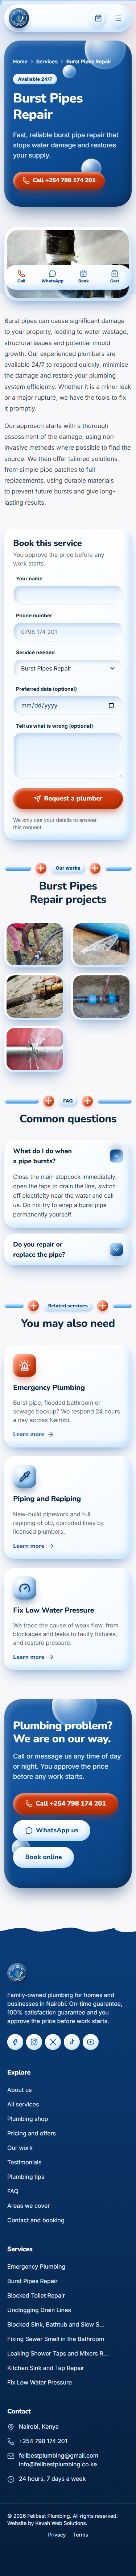 Home > Services > Burst Pipes Repair
Available 24/7
Burst Pipes
Repair
Fast, reliable burst pipe repair that
stops water damage and restores
your supply.
Call +254 798 174 201
Call
WhatsApp
Book
Cart
Burst pipes can cause significant damage
to your property, leading to water wastage,
structural issues and potential mould
growth. Our experienced plumbers are
available 24/7 to respond quickly, minimise
the damage and restore your plumbing
system efficiently. Whether it is a minor leak
or a major rupture, we have the tools to fix
it promptly.
Our approach starts with a thorough
assessment of the damage, using non-
invasive methods where possible to find the
source. We then offer tailored solutions,
from simple pipe patches to full
replacements, using durable materials
to prevent future bursts and give long-
lasting results.
Book this service
You approve the price before any
work starts.
Your name
Phone number
0798 174 201
Service needed
Burst Pipes Repair
Preferred date (optional)
mm/dd/yyyy
Tell us what is wrong (optional)
Request a plumber
We only use your details to answer
this request.
Our works
Burst Pipes
Repair projects
FAQ
Common questions
What do I do when
a pipe bursts?
Close the main stopcock immediately,
open the taps to drain the line, switch
off electricity near the water and call
us. Do not try to wrap a burst pipe
permanently yourself.
Do you repair or
replace the pipe?
Related services
You may also need
Emergency Plumbing
Burst pipe, flooded bathroom or
sewage backup? We respond 24 hours
a day across Nairobi.
Learn more
Piping and Repiping
New-build pipework and full
repiping of old, corroded lines by
licensed plumbers.
Learn more
Fix Low Water Pressure
We trace the cause of weak flow, from
blockages and leaks to faulty fixtures,
and restore pressure.
Learn more
Plumbing problem?
We are on your way.
Call or message us any time of day
or night. You approve the price
before any work starts.
Call +254 798 174 201
WhatsApp us
Book online
Family-owned plumbing for homes and
businesses in Nairobi. On-time guarantee,
100% satisfaction guarantee and you
approve the price before work starts.
Explore
About us
All services
Plumbing shop
Pricing and offers
Our work
Testimonials
Plumbing tips
FAQ
Areas we cover
Contact and booking
Services
Emergency Plumbing
Burst Pipes Repair
Blocked Toilet Repair
Unclogging Drain Lines
Blocked Sink, Bathtub and Slow S...
Fixing Sewer Smell in the Bathroom
Leaking Shower Taps and Mixers R...
Kitchen Sink and Tap Repair
Fix Low Water Pressure
Contact
Nairobi, Kenya
+254 798 174 201
felibestplumbing@gmail.com
info@felibestplumbing.co.ke
24 hours, 7 days a week
© 2026 Felibest Plumbing. All rights reserved.
Website by Kevah Web Solutions.
Privacy Terms